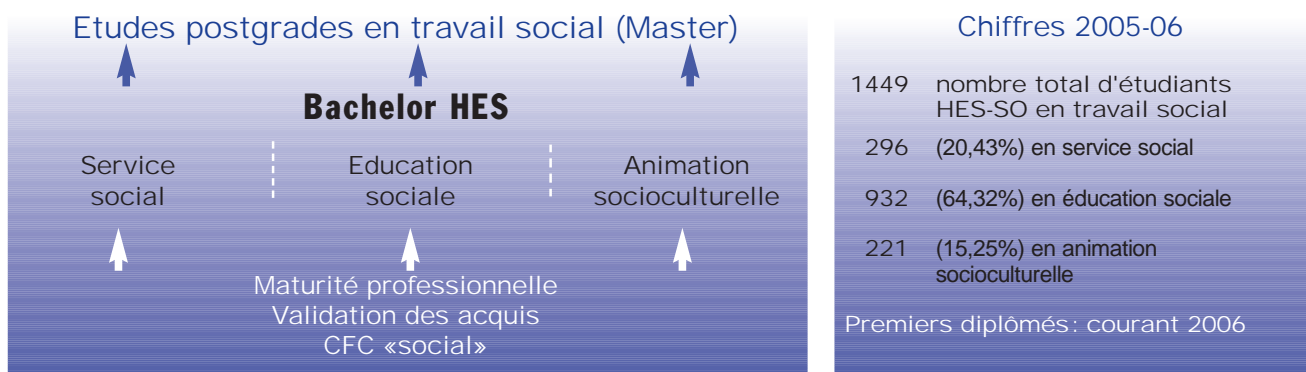 Etudes postgrades en travail social (Master)
Bachelor HES
Service
social
Education
sociale
Animation
socioculturelle
Maturité professionnelle
Validation des acquis
CFC «social»
Chiffres 2005-06
1449 nombre total d'étudiants
HES-SO en travail social
296 (20,43%) en service social
932 (64,32%) en éducation sociale
221 (15,25%) en animation
socioculturelle
Premiers diplômés: courant 2006